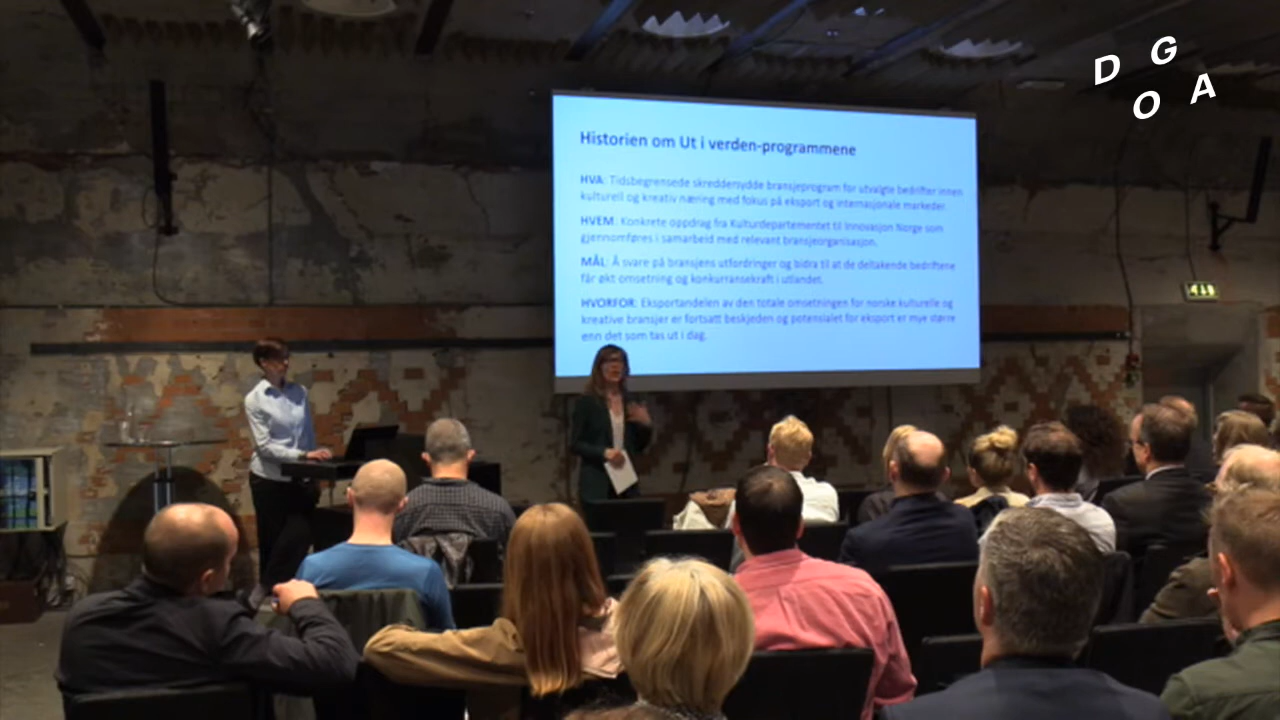 D G
O A
Historien om Ut i verden-programmene
HVA: Tidsbegrensede skreddersydde bransjeprogram for utvalgte bedrifter innen
kulturell og kreativ næring med fokus på eksport og internasjonale markeder.
HVEM: Konkrete oppdrag fra Kulturdepartementet til Innovasjon Norge som
gjennomføres i samarbeid med relevant bransjeorganisasjon.
MÅL: Å svare på bransjens utfordringer og bidra til at de deltakende bedriftene
får økt omsetning og konkurransekraft i utlandet.
HVORFOR: Eksportandelen av den totale omsetningen for norske kulturelle og
kreative bransjer er fortsatt beskjeden og potensialet for eksport er mye større
enn det som tas ut i dag.